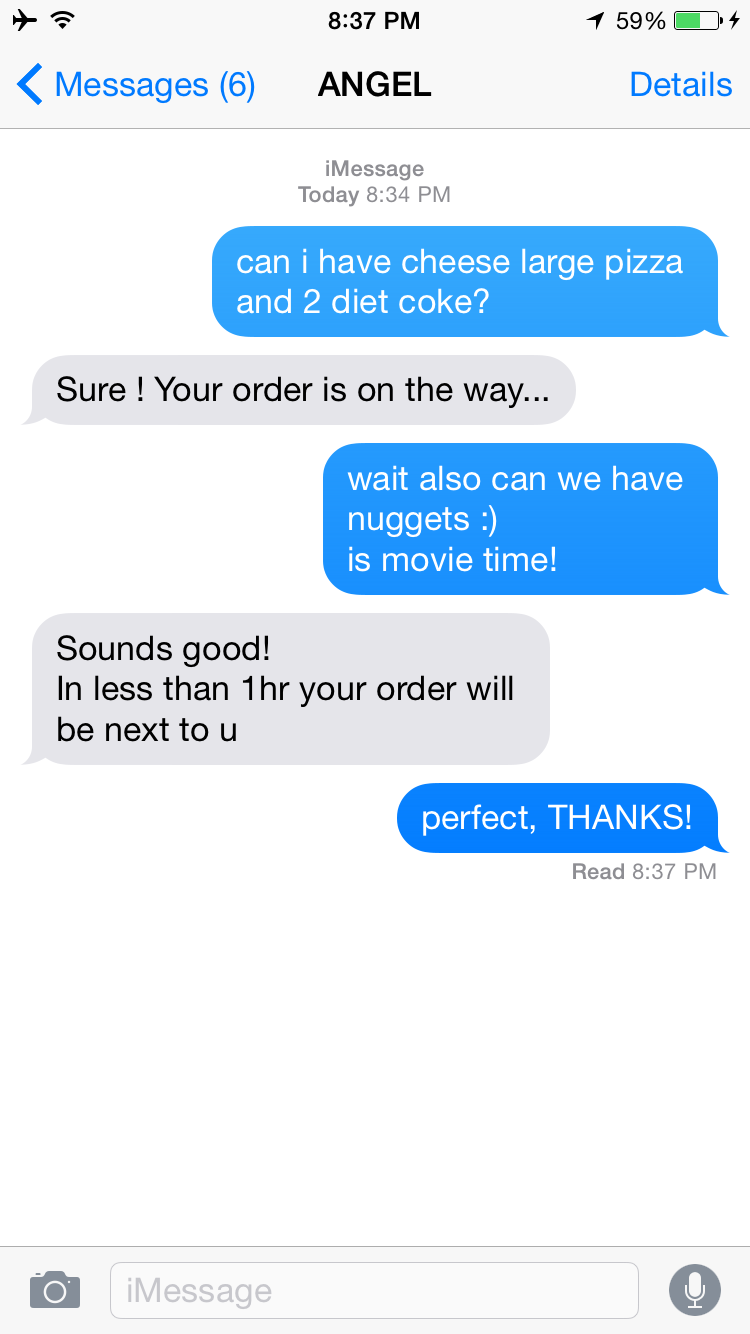 8:37 PM 59%
Messages (6) ANGEL Details
iMessage
Today 8:34 PM
can i have cheese large pizza
and 2 diet coke?
Sure ! Your order is on the way...
wait also can we have
nuggets :)
is movie time!
Sounds good!
In less than 1hr your order will
be next to u
perfect, THANKS!
Read 8:37 PM
iMessage